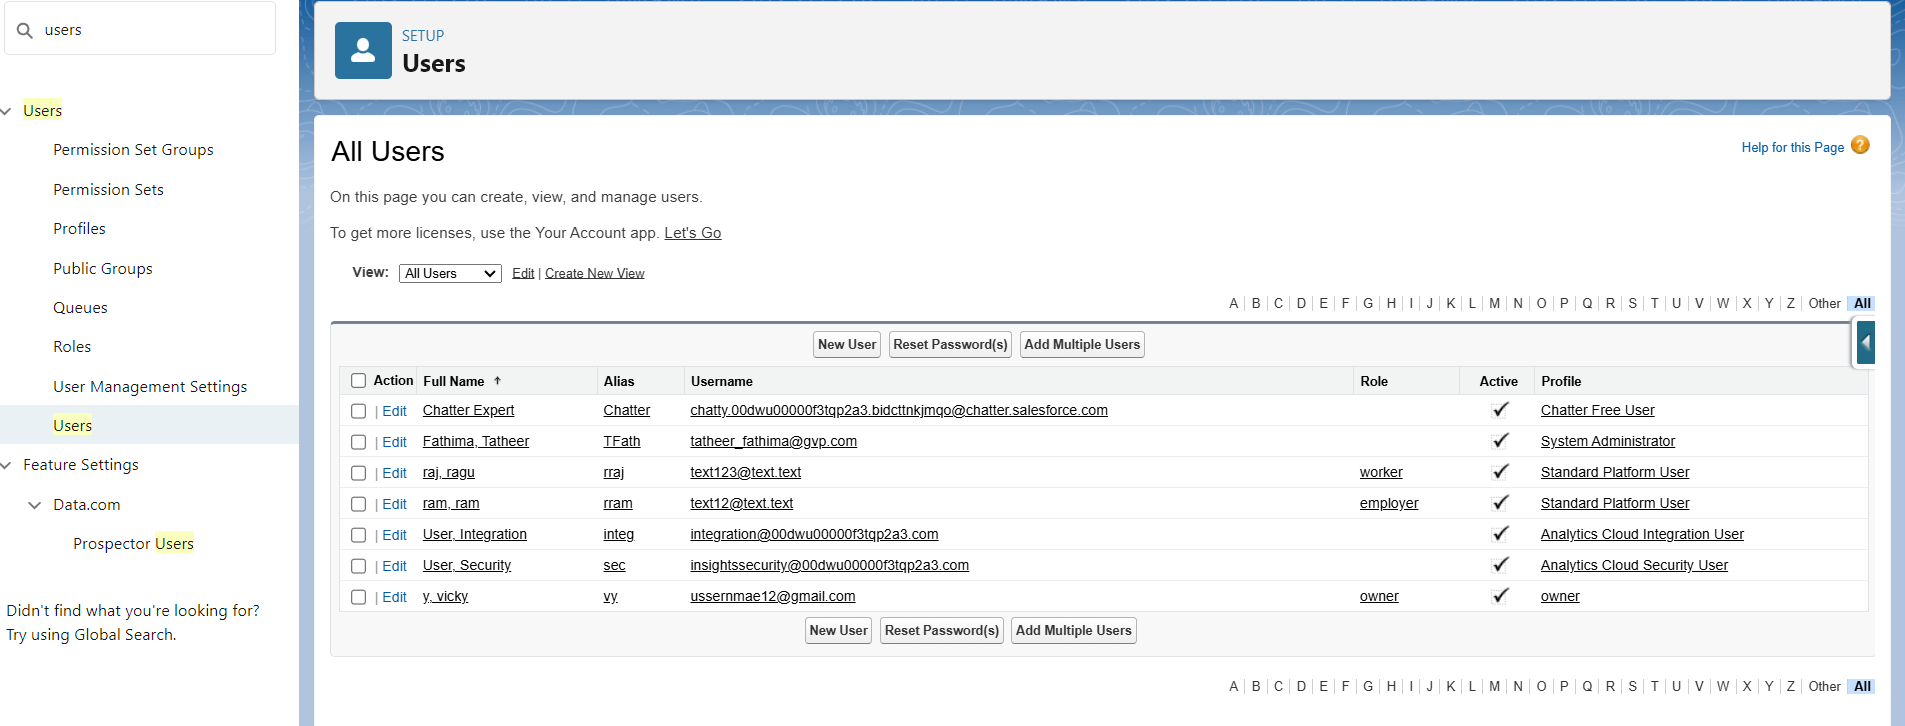 users
Users
Permission Set Groups
Permission Sets
Profiles
Public Groups
Queues
Roles
User Management Settings
Users
Feature Settings
Data.com
Prospector Users
Didn't find what you're looking for?
Try using Global Search.
SETUP
Users
All Users
Help for this Page ?
On this page you can create, view, and manage users.
To get more licenses, use the Your Account app. Let's Go
View: All Users Edit | Create New View
A | B | C | D | E | F | G | H | I | J | K | L | M | N | O | P | Q | R | S | T | U | V | W | X | Y | Z | Other All
New User Reset Password(s) Add Multiple Users
Action Full Name ↑ Alias Username Role Active Profile
| Edit Chatter Expert Chatter chatty.00dwu00000f3tqp2a3.bidcttnkjmqo@chatter.salesforce.com ✓ Chatter Free User
| Edit Fathima, Tatheer TFath tatheer_fathima@gvp.com ✓ System Administrator
| Edit raj, ragu rraj text123@text.text worker ✓ Standard Platform User
| Edit ram, ram rram text12@text.text employer ✓ Standard Platform User
| Edit User, Integration integ integration@00dwu00000f3tqp2a3.com ✓ Analytics Cloud Integration User
| Edit User, Security sec insightssecurity@00dwu00000f3tqp2a3.com ✓ Analytics Cloud Security User
| Edit y, vicky vy ussernmae12@gmail.com owner ✓ owner
New User Reset Password(s) Add Multiple Users
A | B | C | D | E | F | G | H | I | J | K | L | M | N | O | P | Q | R | S | T | U | V | W | X | Y | Z | Other All